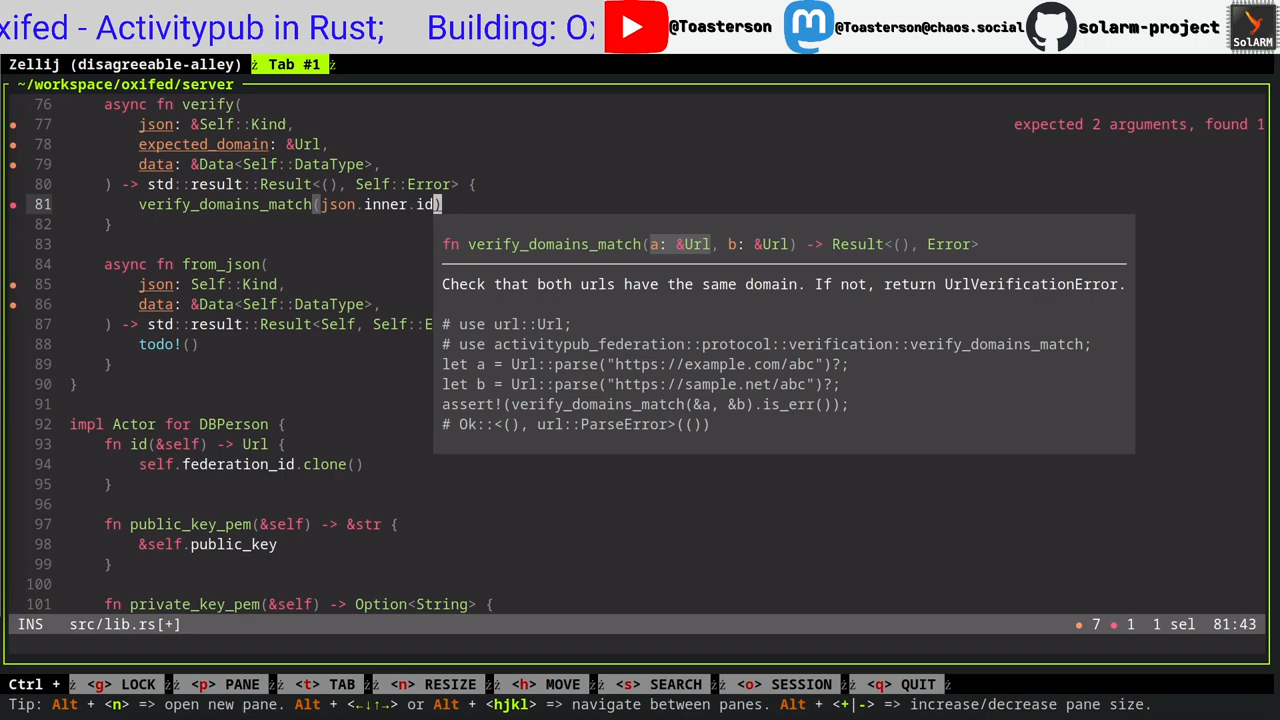 xifed - Activitypub in Rust;    Building: Ox
@Toasterson
@Toasterson@chaos.social
solarm-project
SolARM
Zellij (disagreeable-alley)  Tab #1
~/workspace/oxifed/server
76    async fn verify(
77        json: &Self::Kind,    expected 2 arguments, found 1
78        expected_domain: &Url,
79        data: &Data<Self::DataType>,
80    ) -> std::result::Result<(), Self::Error> {
81        verify_domains_match(json.inner.id)
82    }
83
84    async fn from_json(
85        json: Self::Kind,
86        data: &Data<Self::DataType>,
87    ) -> std::result::Result<Self, Self::E
88        todo!()
89    }
90 }
91
92 impl Actor for DBPerson {
93    fn id(&self) -> Url {
94        self.federation_id.clone()
95    }
96
97    fn public_key_pem(&self) -> &str {
98        &self.public_key
99    }
100
101    fn private_key_pem(&self) -> Option<String> {
fn verify_domains_match(a: &Url, b: &Url) -> Result<(), Error>
Check that both urls have the same domain. If not, return UrlVerificationError.
# use url::Url;
# use activitypub_federation::protocol::verification::verify_domains_match;
let a = Url::parse("https://example.com/abc")?;
let b = Url::parse("https://sample.net/abc")?;
assert!(verify_domains_match(&a, &b).is_err());
# Ok::<(), url::ParseError>(())
INS   src/lib.rs[+]    ● 7 ● 1  1 sel  81:43
Ctrl +  <g> LOCK  <p> PANE  <t> TAB  <n> RESIZE  <h> MOVE  <s> SEARCH  <o> SESSION  <q> QUIT
Tip: Alt + <n> => open new pane. Alt + <←↓↑→> or Alt + <hjkl> => navigate between panes. Alt + <+|-> => increase/decrease pane size.